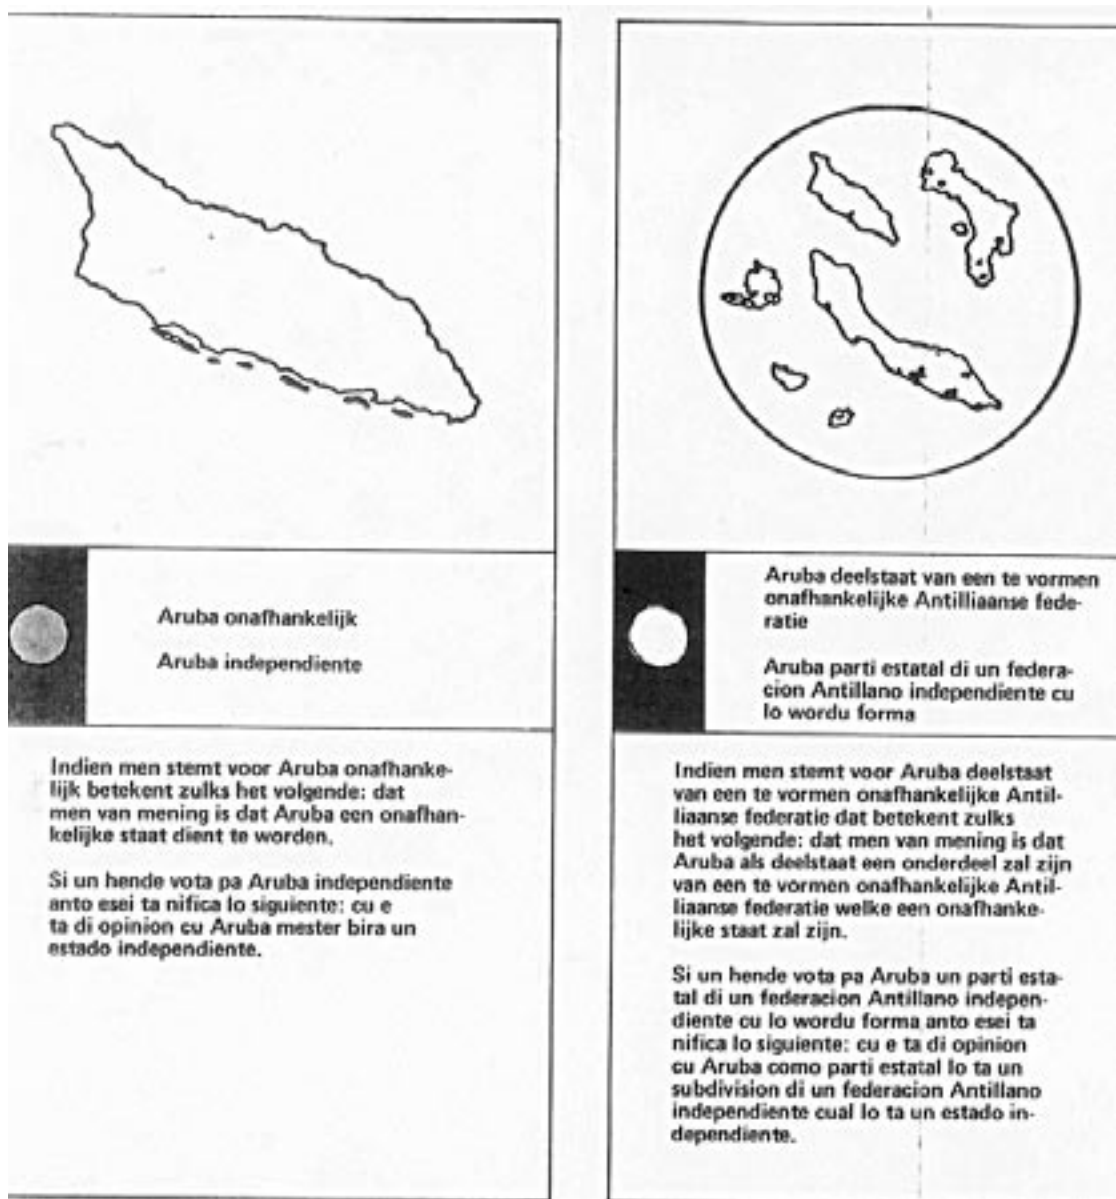 Aruba onafhankelijk
Aruba independiente
Indien men stemt voor Aruba onafhanke-
lijk betekent zulks het volgende: dat
men van mening is dat Aruba een onafhan-
kelijke staat dient te worden.
Si un hende vota pa Aruba independiente
anto esei ta nifica lo siguiente: cu e
ta di opinion cu Aruba mester bira un
estado independiente.
Aruba deelstaat van een te vormen
onafhankelijke Antilliaanse fede-
ratie
Aruba parti estatal di un federa-
cion Antillano independiente cu
lo wordu forma
Indien men stemt voor Aruba deelstaat
van een te vormen onafhankelijke Antil-
liaanse federatie dat betekent zulks
het volgende: dat men van mening is dat
Aruba als deelstaat een onderdeel zal zijn
van een te vormen onafhankelijke Antil-
liaanse federatie welke een onafhanke-
lijke staat zal zijn.
Si un hende vota pa Aruba un parti esta-
tal di un federacion Antillano indepen-
diente cu lo wordu forma anto esei ta
nifica lo siguiente: cu e ta di opinion
cu Aruba como parti estatal lo ta un
subdivision di un federacion Antillano
independiente cual lo ta un estado in-
dependiente.